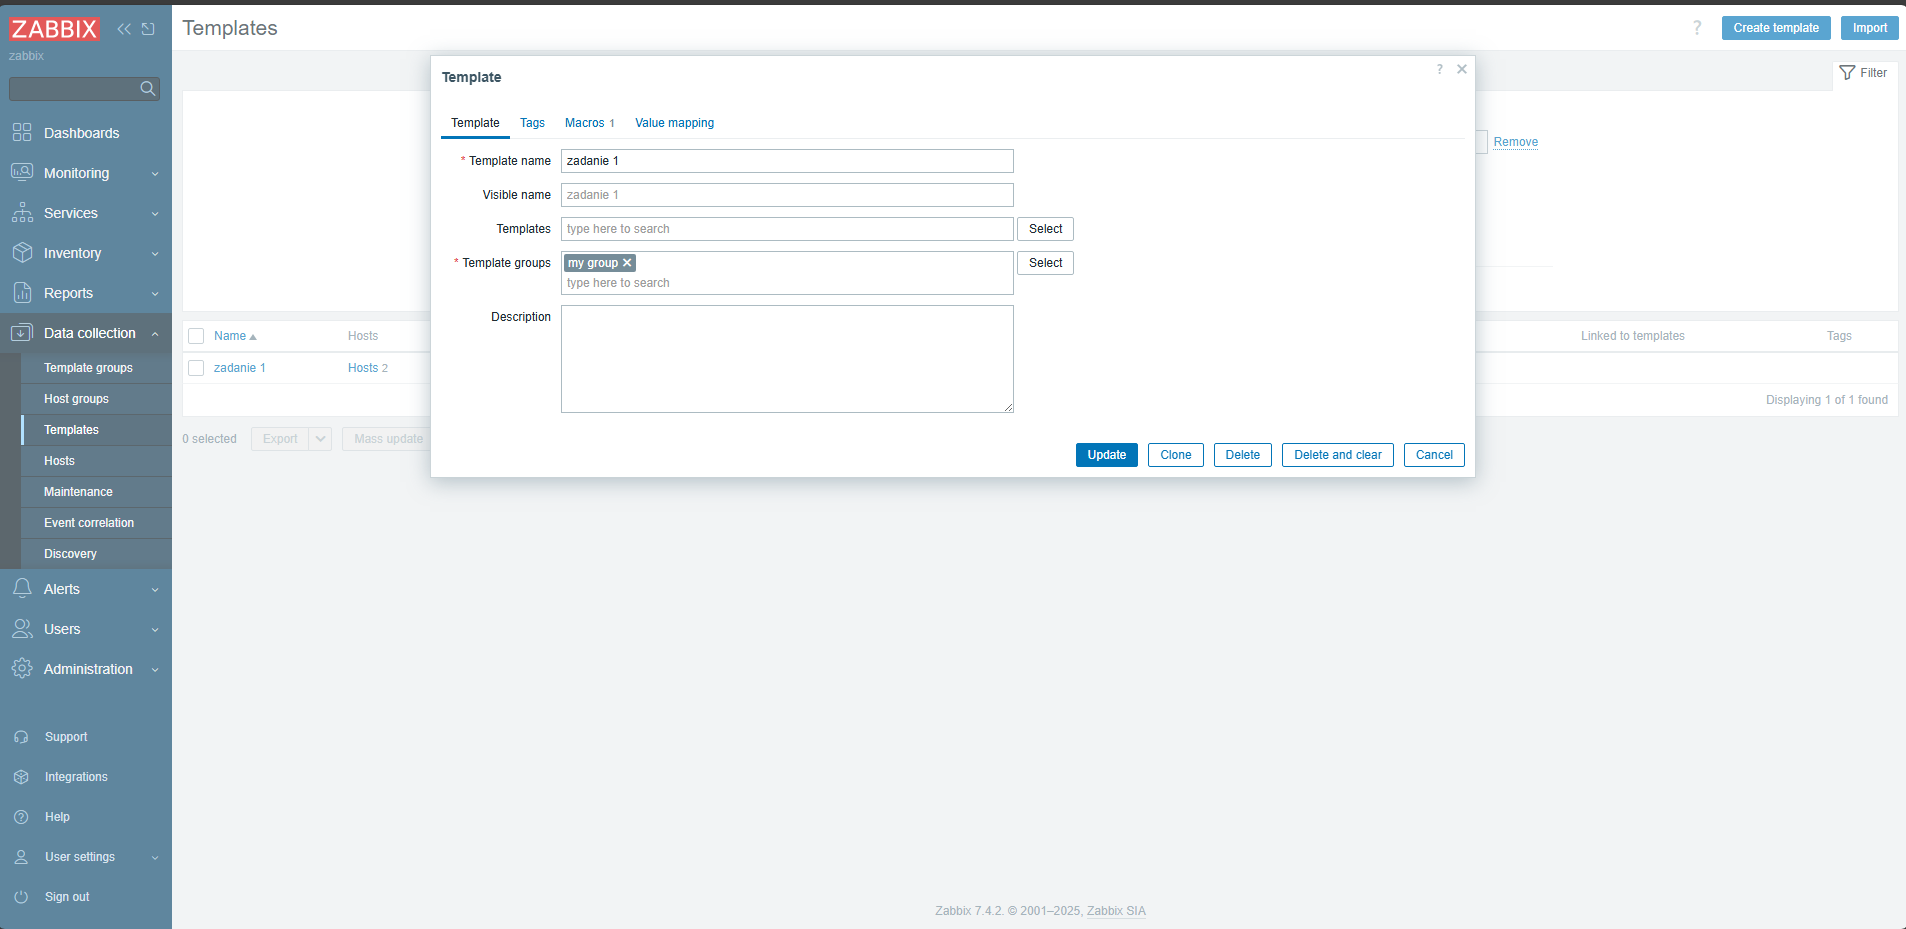 ZABBIX
zabbix
Dashboards
Monitoring
Services
Inventory
Reports
Data collection
Template groups
Host groups
Templates
Hosts
Maintenance
Event correlation
Discovery
Alerts
Users
Administration
Support
Integrations
Help
User settings
Sign out
Templates
? Create template Import
Filter
Remove
Template
? ✕
Template Tags Macros 1 Value mapping
* Template name zadanie 1
Visible name zadanie 1
Templates type here to search Select
* Template groups my group ✕ Select
type here to search
Description
Update Clone Delete Delete and clear Cancel
Name ▲ Hosts Linked to templates Tags
zadanie 1 Hosts 2
Displaying 1 of 1 found
0 selected Export Mass update
Zabbix 7.4.2. © 2001–2025, Zabbix SIA